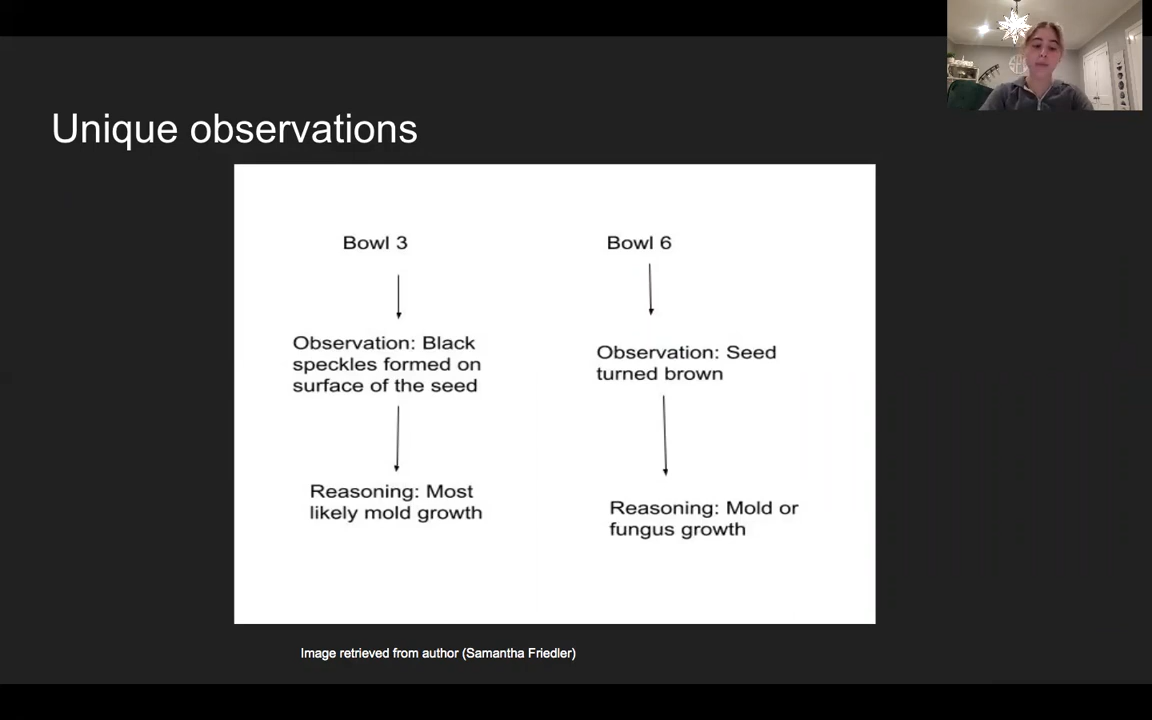 Unique observations
Bowl 3
Observation: Black
speckles formed on
surface of the seed
Reasoning: Most
likely mold growth
Bowl 6
Observation: Seed
turned brown
Reasoning: Mold or
fungus growth
Image retrieved from author (Samantha Friedler)